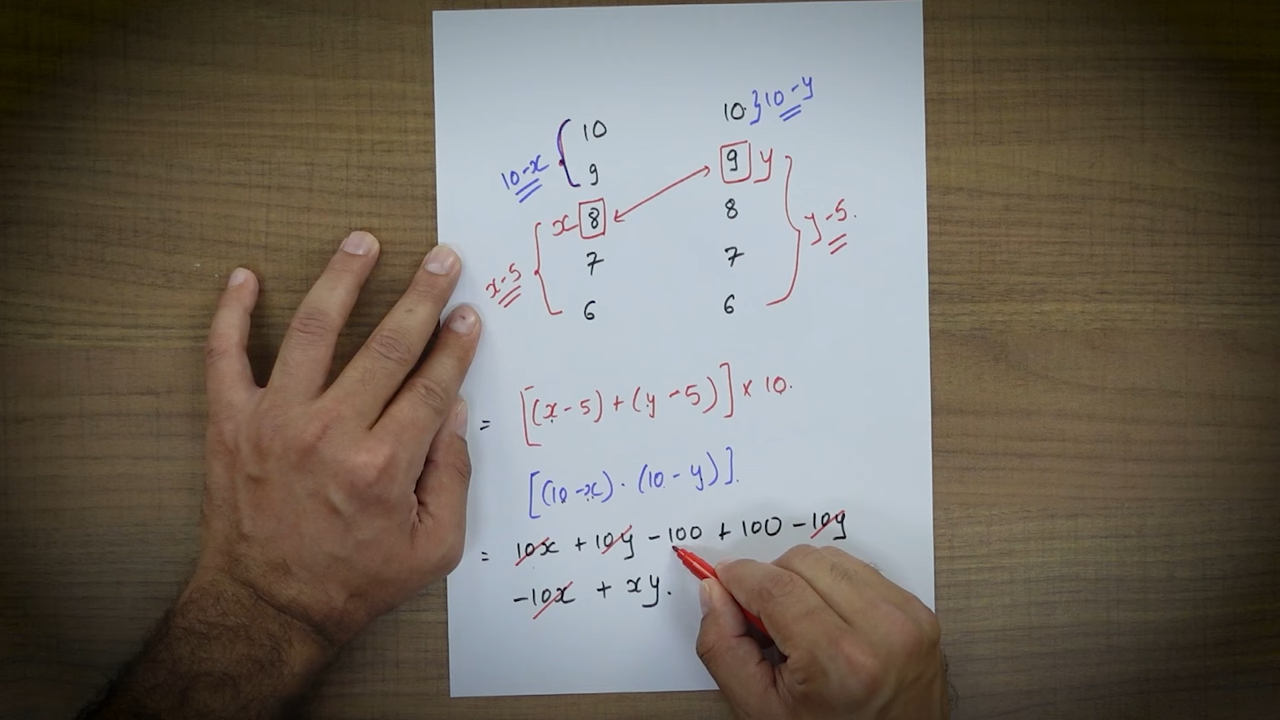 10 10 } 10-y
10-x { 9 9 y
x 8 8
x-5 { 7 7 } y-5.
6 6
= [(x-5)+(y-5)] × 10.
[(10-x)·(10-y)].
= 10x + 10y - 100 + 100 - 10y
- 10x + xy.